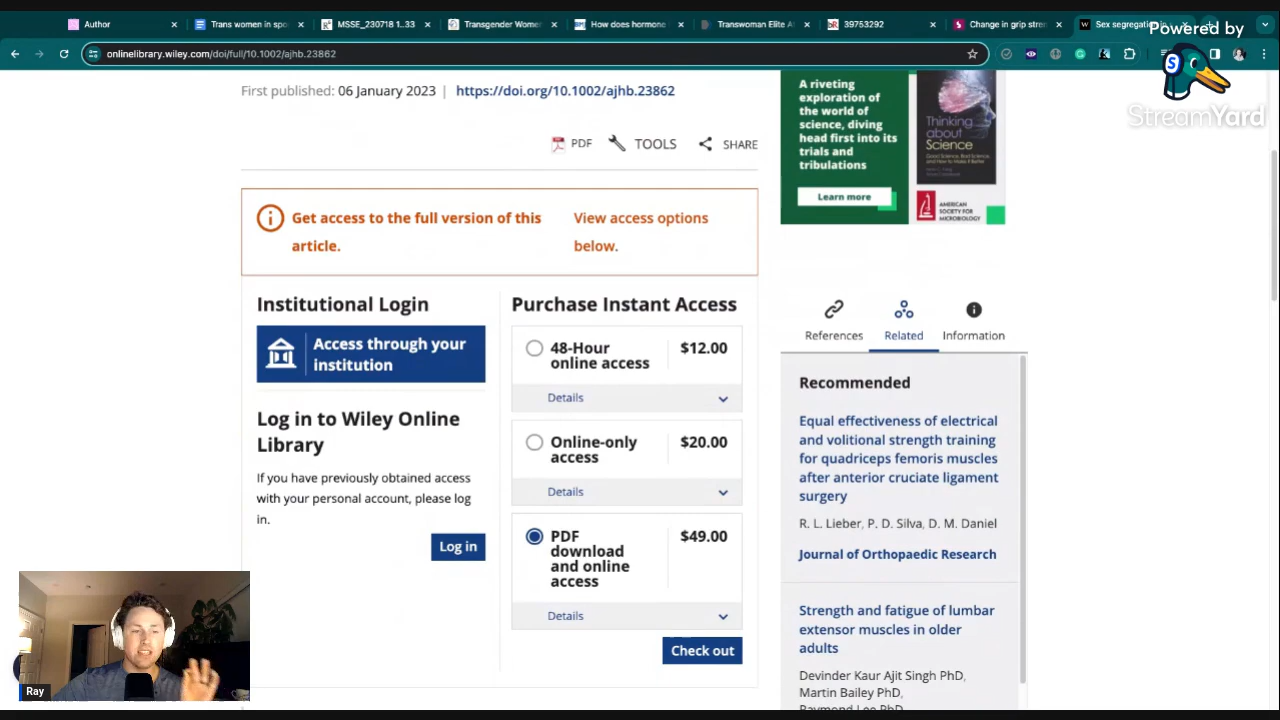 Author
Trans women in spo
MSSE_230718 1..33
Transgender Wome
How does hormone
Transwoman Elite A
39753292
Change in grip stre
Sex segregation in
Powered by
StreamYard
onlinelibrary.wiley.com/doi/full/10.1002/ajhb.23862
First published: 06 January 2023 | https://doi.org/10.1002/ajhb.23862
PDF TOOLS SHARE
A riveting
exploration of
the world of
science, diving
head first into its
trials and
tribulations
Learn more
Thinking
about
Science
AMERICAN
SOCIETY FOR
MICROBIOLOGY
Get access to the full version of this
article.
View access options
below.
Institutional Login
Access through your
institution
Log in to Wiley Online
Library
If you have previously obtained access
with your personal account, please log
in.
Log in
Purchase Instant Access
48-Hour
online access
$12.00
Details
Online-only
access
$20.00
Details
PDF
download
and online
access
$49.00
Details
Check out
References Related Information
Recommended
Equal effectiveness of electrical
and volitional strength training
for quadriceps femoris muscles
after anterior cruciate ligament
surgery
R. L. Lieber, P. D. Silva, D. M. Daniel
Journal of Orthopaedic Research
Strength and fatigue of lumbar
extensor muscles in older
adults
Devinder Kaur Ajit Singh PhD,
Martin Bailey PhD,
Raymond Lee PhD
Ray